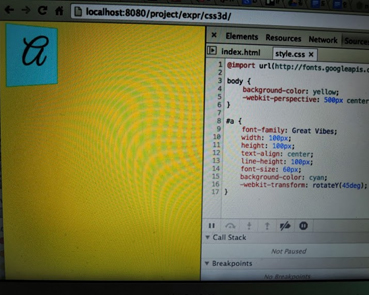 localhost:8080/project/expr/css3d/
Elements Resources Network Sources
index.html style.css ×
a
1 @import url(http://fonts.googleapis.c
2
3 body {
4 background-color: yellow;
5 -webkit-perspective: 500px center
6 }
7
8 #a {
9 font-family: Great Vibes;
10 width: 100px;
11 height: 100px;
12 text-align: center;
13 line-height: 100px;
14 font-size: 60px;
15 background-color: cyan;
16 -webkit-transform: rotateY(45deg);
17 }
Call Stack
Not Paused
Breakpoints
No Breakpoints